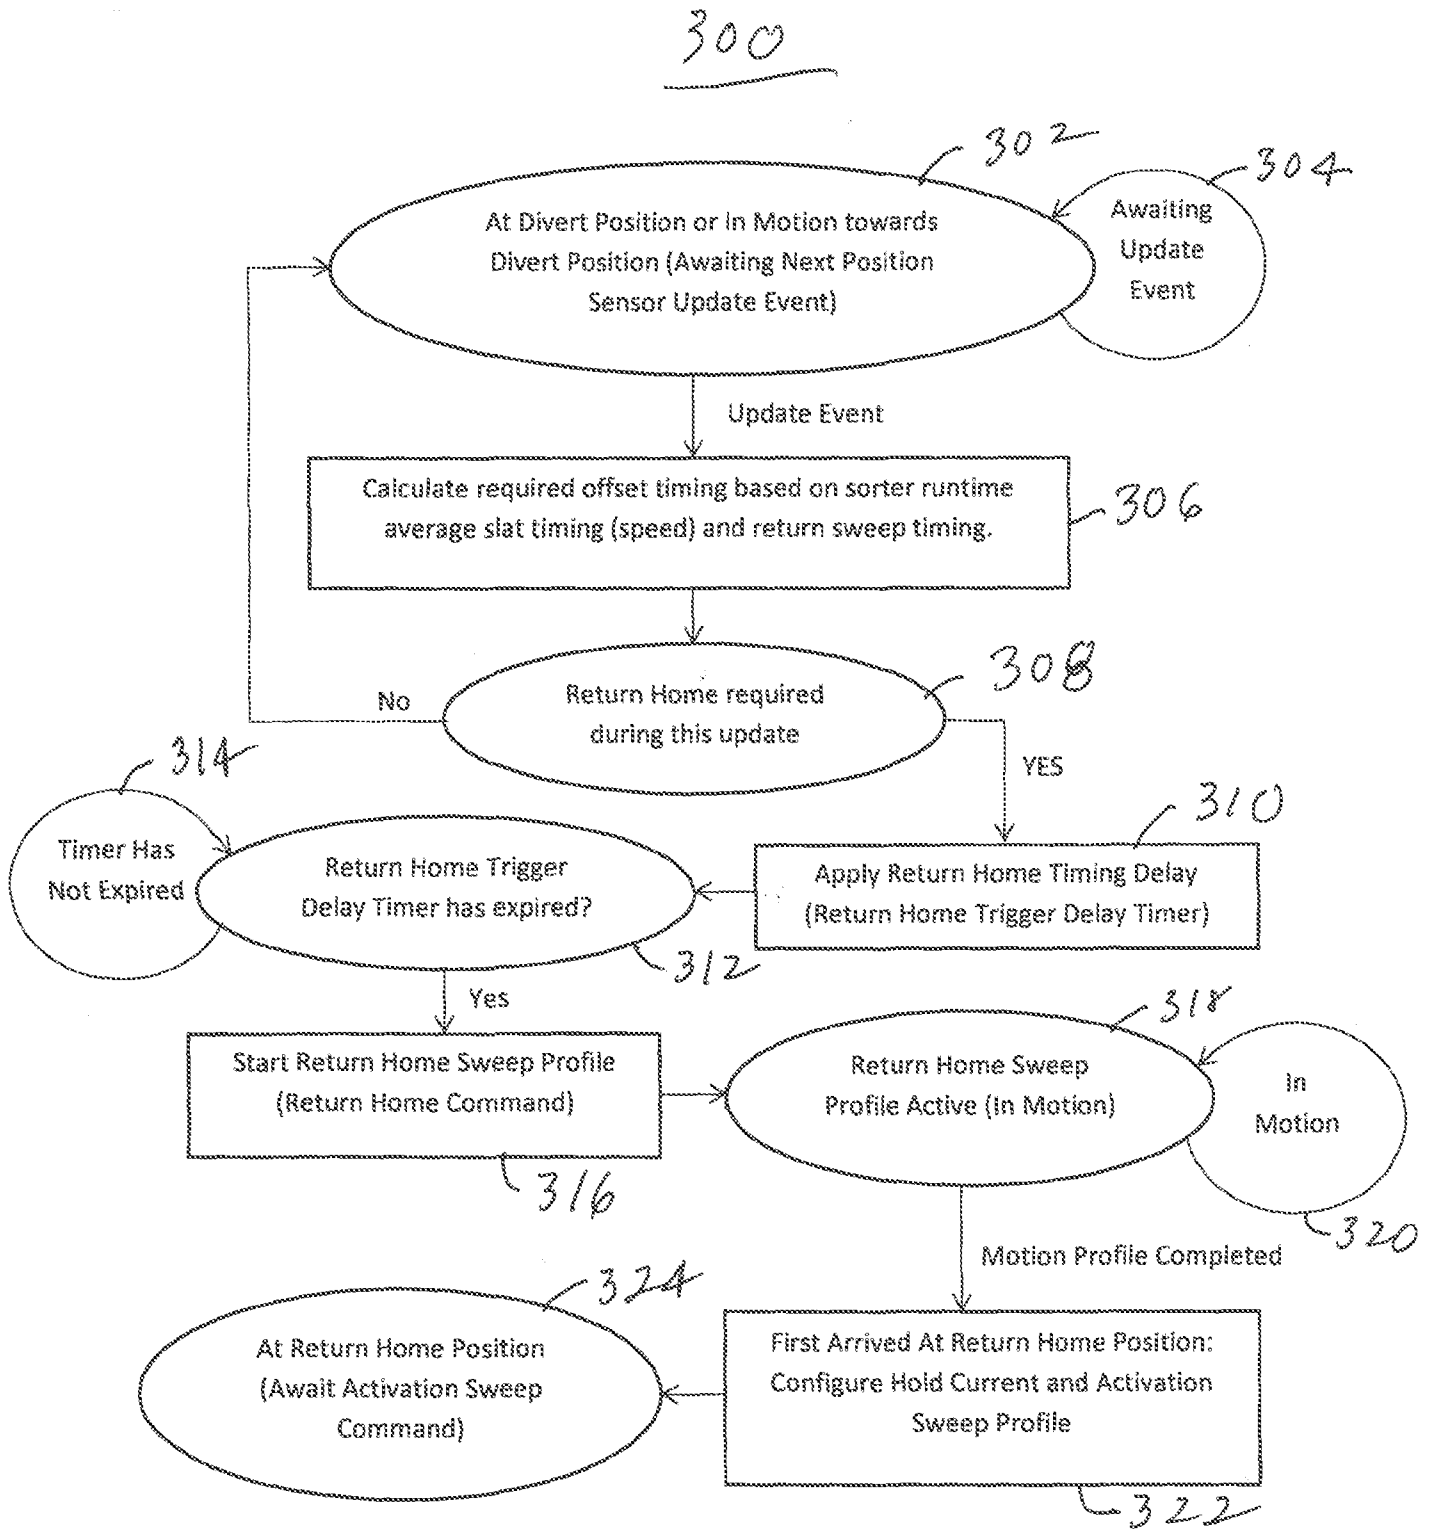 300
302
304
At Divert Position or In Motion towards
Divert Position (Awaiting Next Position
Sensor Update Event)
Awaiting
Update
Event
Update Event
Calculate required offset timing based on sorter runtime
average slat timing (speed) and return sweep timing.
306
308
Return Home required
during this update
No
YES
314
310
Timer Has
Not Expired
Return Home Trigger
Delay Timer has expired?
Apply Return Home Timing Delay
(Return Home Trigger Delay Timer)
312
Yes
318
Start Return Home Sweep Profile
(Return Home Command)
Return Home Sweep
Profile Active (In Motion)
In
Motion
316
320
Motion Profile Completed
324
At Return Home Position
(Await Activation Sweep
Command)
First Arrived At Return Home Position:
Configure Hold Current and Activation
Sweep Profile
322